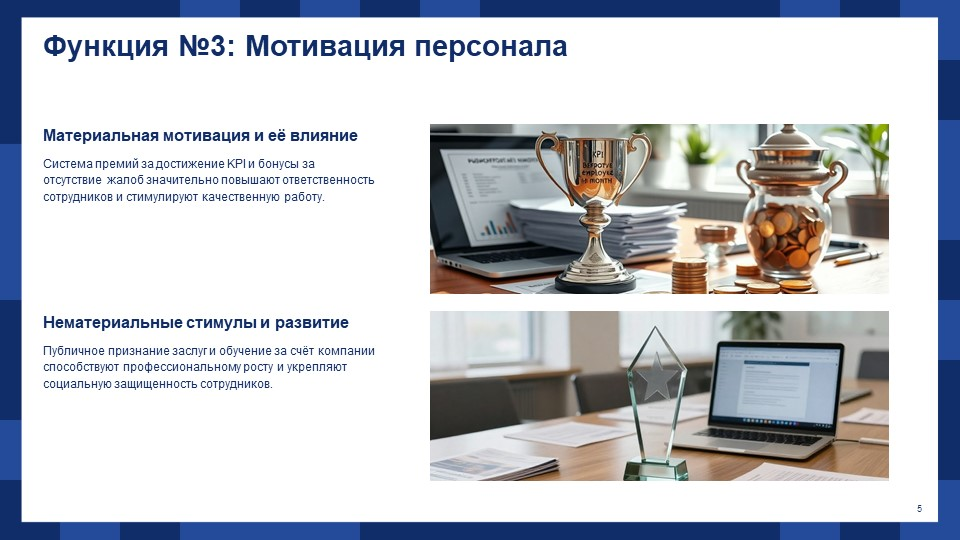 Функция №3: Мотивация персонала
Материальная мотивация и её влияние
Система премий за достижение KPI и бонусы за
отсутствие жалоб значительно повышают ответственность
сотрудников и стимулируют качественную работу.
KPI
MONTH
Нематериальные стимулы и развитие
Публичное признание заслуг и обучение за счёт компании
способствуют профессиональному росту и укрепляют
социальную защищенность сотрудников.
5